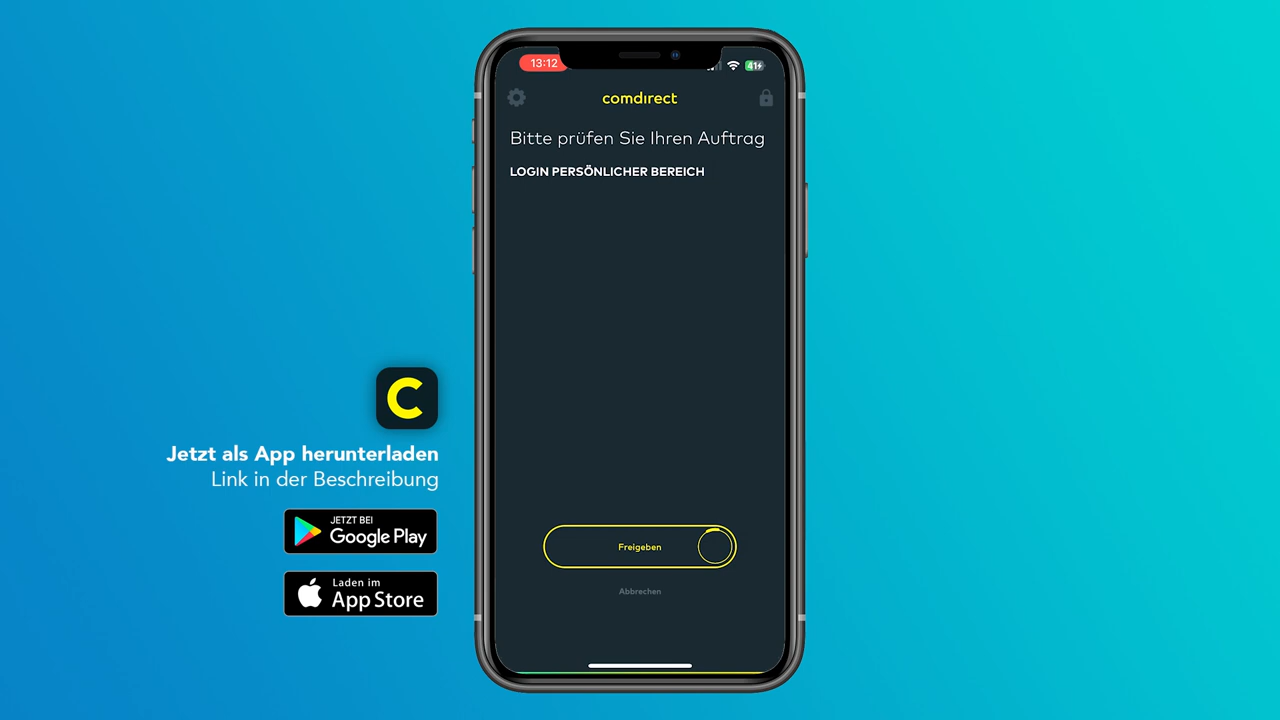 13:12
41
comdirect
Bitte prüfen Sie Ihren Auftrag
LOGIN PERSÖNLICHER BEREICH
Freigeben
Abbrechen
C
Jetzt als App herunterladen
Link in der Beschreibung
JETZT BEI
Google Play
Laden im
App Store